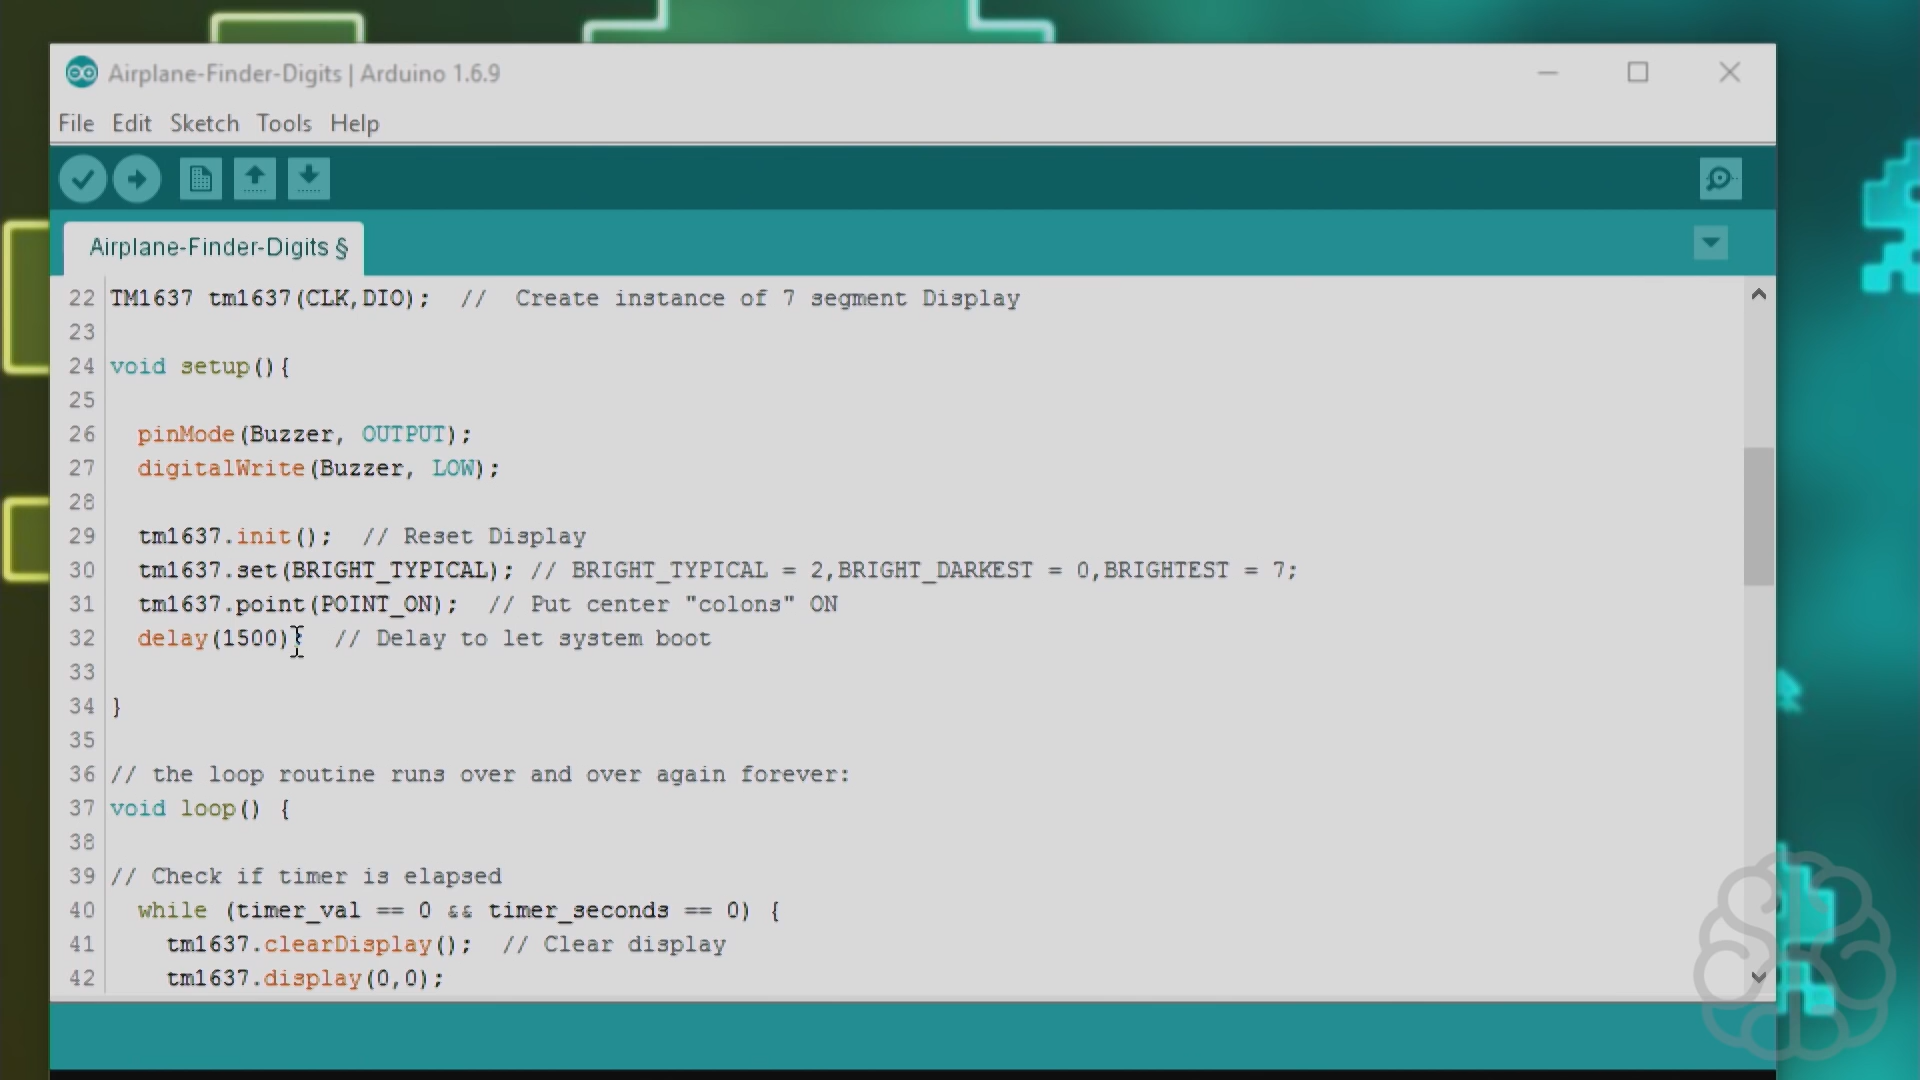 Airplane-Finder-Digits | Arduino 1.6.9
File Edit Sketch Tools Help
Airplane-Finder-Digits §
22 TM1637 tm1637(CLK,DIO);  //  Create instance of 7 segment Display
23
24 void setup(){
25
26   pinMode(Buzzer, OUTPUT);
27   digitalWrite(Buzzer, LOW);
28
29   tm1637.init();  // Reset Display
30   tm1637.set(BRIGHT_TYPICAL); // BRIGHT_TYPICAL = 2,BRIGHT_DARKEST = 0,BRIGHTEST = 7;
31   tm1637.point(POINT_ON);  // Put center "colons" ON
32   delay(1500);  // Delay to let system boot
33
34 }
35
36 // the loop routine runs over and over again forever:
37 void loop() {
38
39 // Check if timer is elapsed
40   while (timer_val == 0 && timer_seconds == 0) {
41     tm1637.clearDisplay();  // Clear display
42     tm1637.display(0,0);